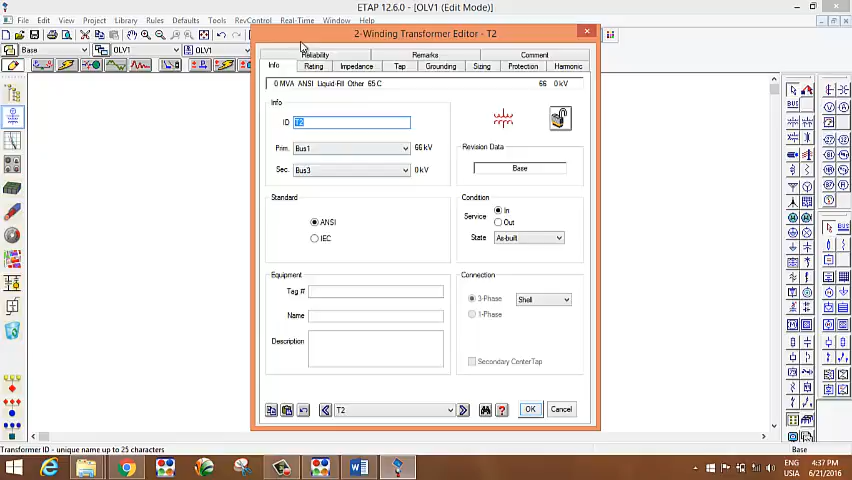 ETAP 12.6.0 - [OLV1 (Edit Mode)]
File Edit View Project Library Rules Defaults Tools RevControl Real-Time Window Help
Base
OLV1
2-Winding Transformer Editor - T2
Reliability Remarks Comment
Info Rating Impedance Tap Grounding Sizing Protection Harmonic
0 MVA ANSI Liquid-Fill Other 65 C 66 0 kV
Info
ID T2
Prim. Bus1 66 kV
Sec. Bus3 0 kV
Revision Data
Base
Standard
ANSI
IEC
Condition
Service In
Out
State As-built
Equipment
Tag #
Name
Description
Connection
3-Phase Shell
1-Phase
Secondary CenterTap
T2
OK Cancel
BUS
BUS
Transformer ID - unique name up to 25 characters
Base
ENG
USIA
4:37 PM
6/21/2016